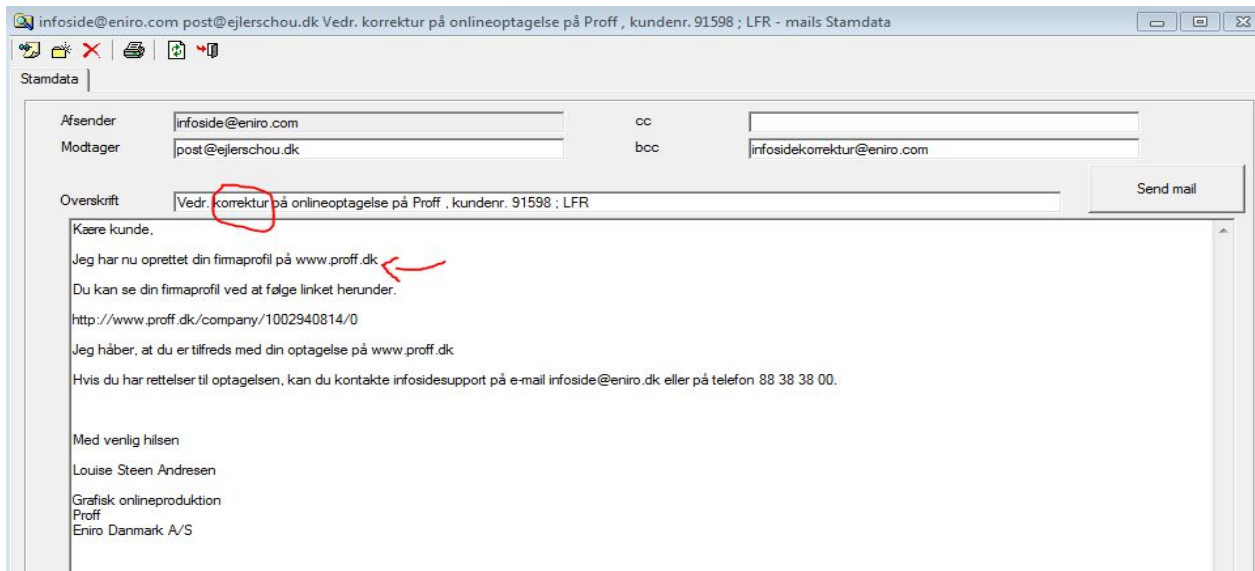 infoside@eniro.com post@ejlerschou.dk Vedr. korrektur på onlineoptagelse på Proff , kundenr. 91598 ; LFR - mails Stamdata
Stamdata
Afsender infoside@eniro.com cc
Modtager post@ejlerschou.dk bcc infosidekorrektur@eniro.com
Send mail
Overskrift Vedr. korrektur på onlineoptagelse på Proff , kundenr. 91598 ; LFR
Kære kunde,
Jeg har nu oprettet din firmaprofil på www.proff.dk
Du kan se din firmaprofil ved at følge linket herunder.
http://www.proff.dk/company/1002940814/0
Jeg håber, at du er tilfreds med din optagelse på www.proff.dk
Hvis du har rettelser til optagelsen, kan du kontakte infosidesupport på e-mail infoside@eniro.dk eller på telefon 88 38 38 00.
Med venlig hilsen
Louise Steen Andresen
Grafisk onlineproduktion
Proff
Eniro Danmark A/S